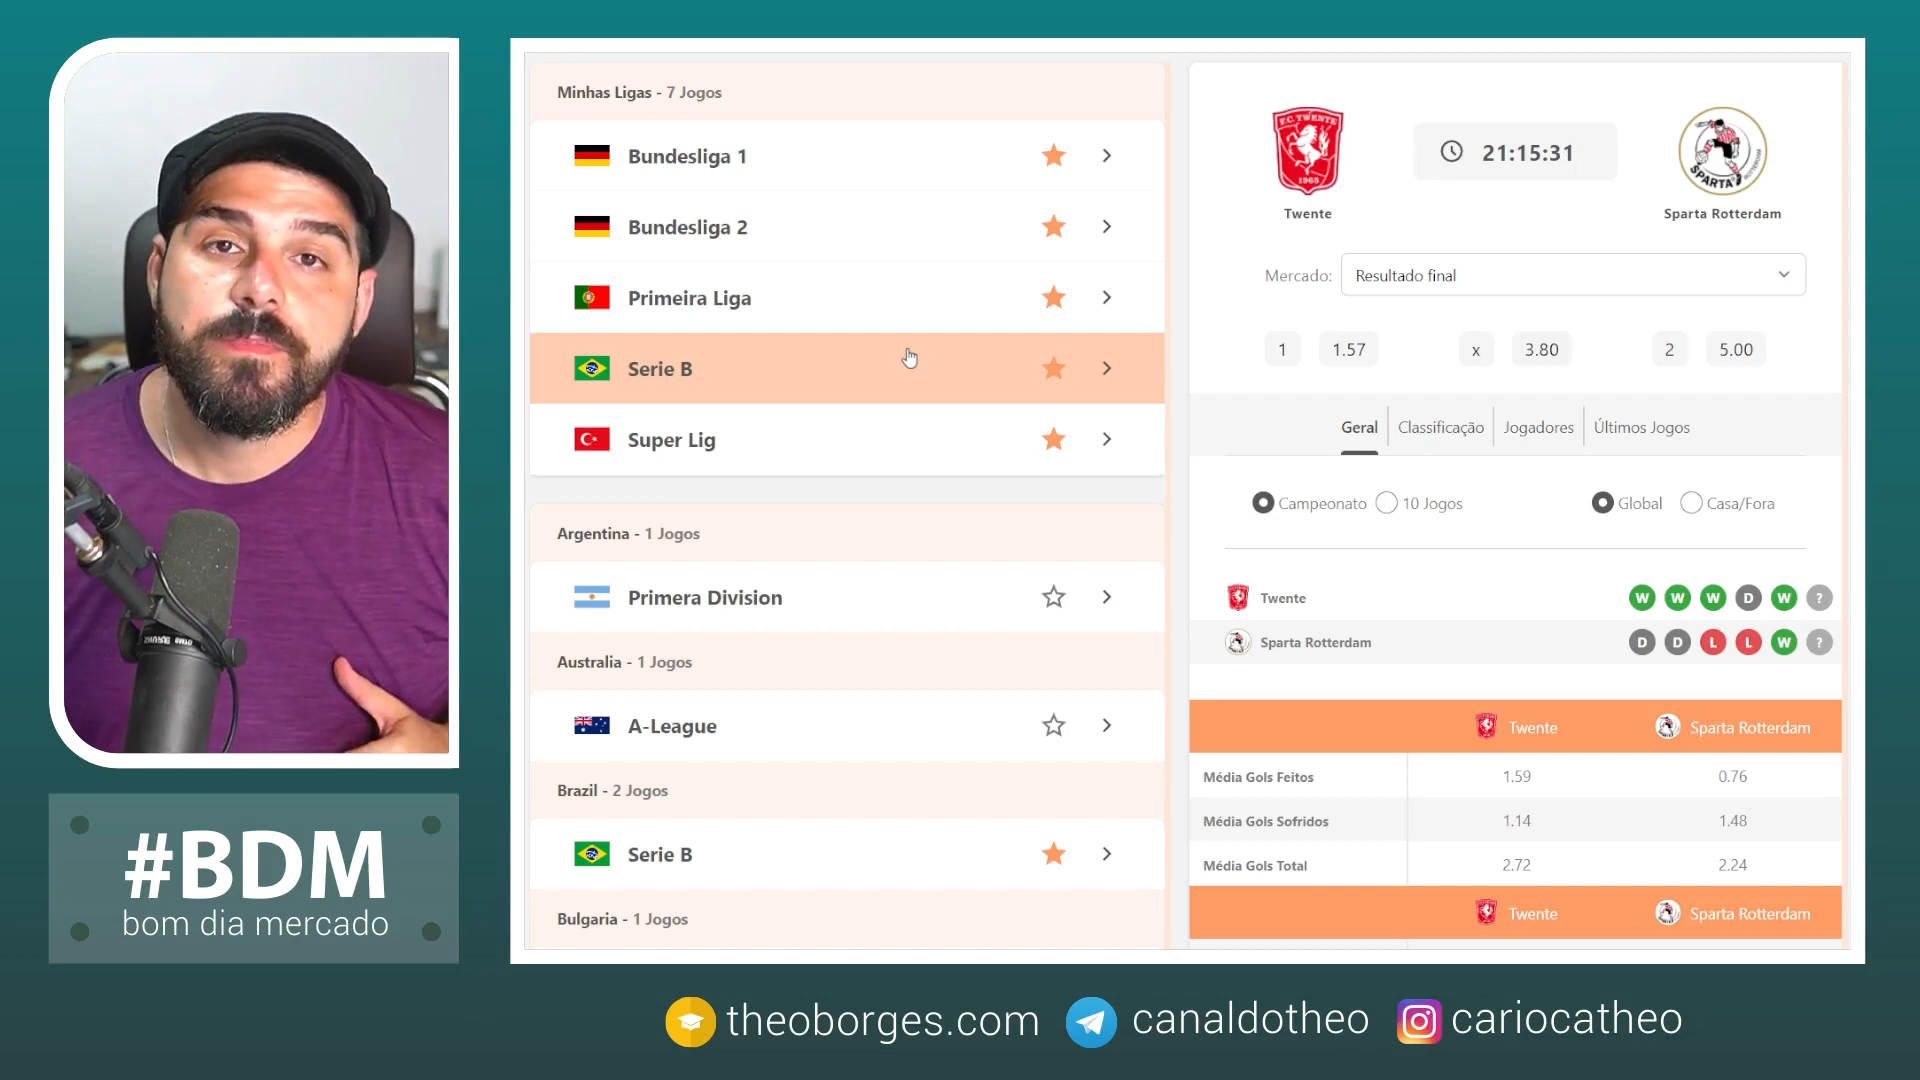 Minhas Ligas - 7 Jogos
Bundesliga 1
Bundesliga 2
Primeira Liga
Serie B
Super Lig
Argentina - 1 Jogos
Primera Division
Australia - 1 Jogos
A-League
Brazil - 2 Jogos
Serie B
Bulgaria - 1 Jogos
F.C. TWENTE
1965
21:15:31
SPARTA
ROTTERDAM
Twente
Sparta Rotterdam
Mercado: Resultado final
1 1.57 x 3.80 2 5.00
Geral Classificação Jogadores Últimos Jogos
Campeonato 10 Jogos Global Casa/Fora
Twente W W W D W ?
Sparta Rotterdam D D L L W ?
Twente Sparta Rotterdam
Média Gols Feitos 1.59 0.76
Média Gols Sofridos 1.14 1.48
Média Gols Total 2.72 2.24
Twente Sparta Rotterdam
#BDM
bom dia mercado
theoborges.com canaldotheo cariocatheo